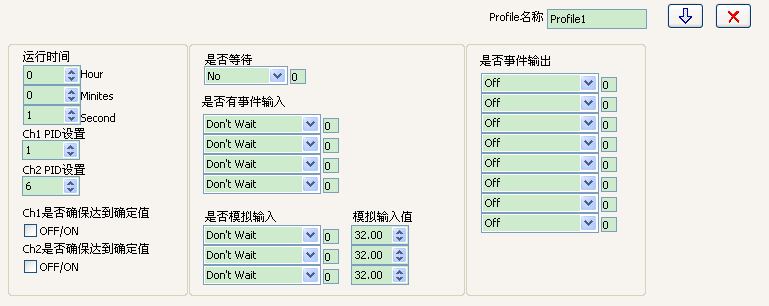 Profile名称 Profile1
运行时间
0 Hour
0 Minites
1 Second
Ch1 PID设置
1
Ch2 PID设置
6
Ch1是否确保达到确定值
OFF/ON
Ch2是否确保达到确定值
OFF/ON
是否等待
No 0
是否有事件输入
Don't Wait 0
Don't Wait 0
Don't Wait 0
Don't Wait 0
是否模拟输入 模拟输入值
Don't Wait 0 32.00
Don't Wait 0 32.00
Don't Wait 0 32.00
是否事件输出
Off 0
Off 0
Off 0
Off 0
Off 0
Off 0
Off 0
Off 0